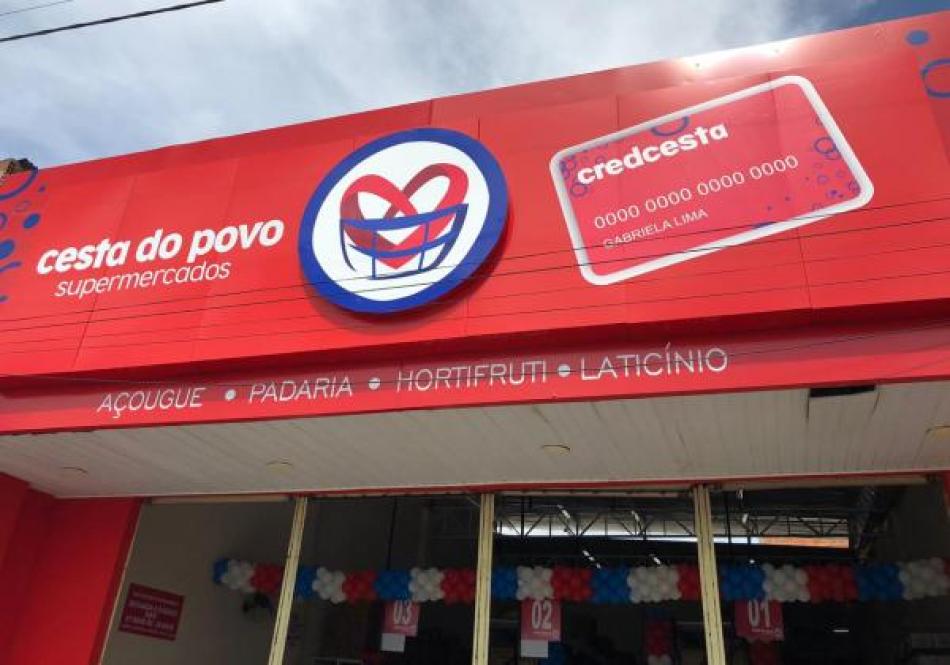 cesta do povo
supermercados
credcesta
0000 0000 0000 0000
GABRIELA LIMA
AÇOUGUE • PADARIA • HORTIFRUTI • LATICÍNIO
03
02
01